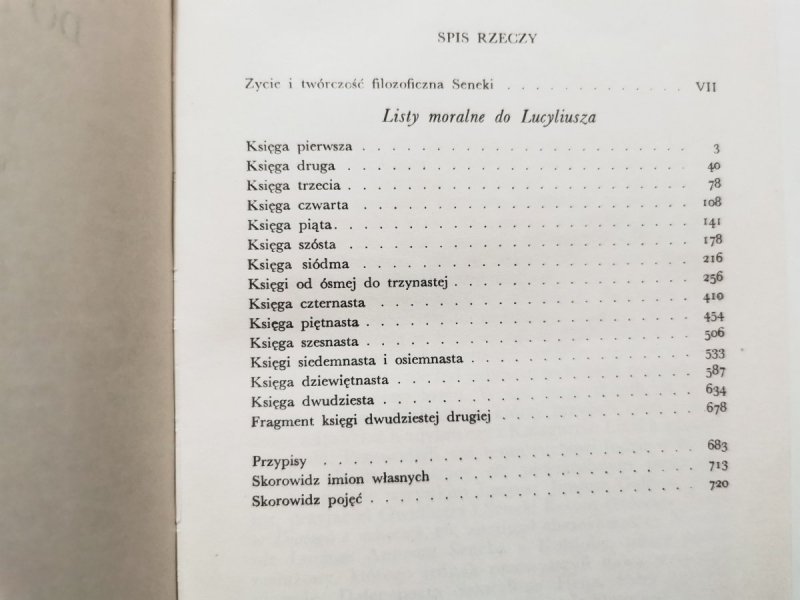 SPIS RZECZY
Życie i twórczość filozoficzna Seneki . . . . . . . . . . . . . VII
Listy moralne do Lucyliusza
Księga pierwsza . . . . . . . . . . . . . . . . . . 3
Księga druga . . . . . . . . . . . . . . . . . . 40
Księga trzecia . . . . . . . . . . . . . . . . . . 78
Księga czwarta . . . . . . . . . . . . . . . . . 108
Księga piąta . . . . . . . . . . . . . . . . . . 141
Księga szósta . . . . . . . . . . . . . . . . . . 178
Księga siódma . . . . . . . . . . . . . . . . . 216
Księgi od ósmej do trzynastej . . . . . . . . . . . . . 256
Księga czternasta . . . . . . . . . . . . . . . . . 410
Księga piętnasta . . . . . . . . . . . . . . . . . 454
Księga szesnasta . . . . . . . . . . . . . . . . . 506
Księgi siedemnasta i osiemnasta . . . . . . . . . . . . 533
Księga dziewiętnasta . . . . . . . . . . . . . . . . 587
Księga dwudziesta . . . . . . . . . . . . . . . . 634
Fragment księgi dwudziestej drugiej . . . . . . . . . . 678
Przypisy . . . . . . . . . . . . . . . . . . . 683
Skorowidz imion własnych . . . . . . . . . . . . . 713
Skorowidz pojęć . . . . . . . . . . . . . . . . . 720